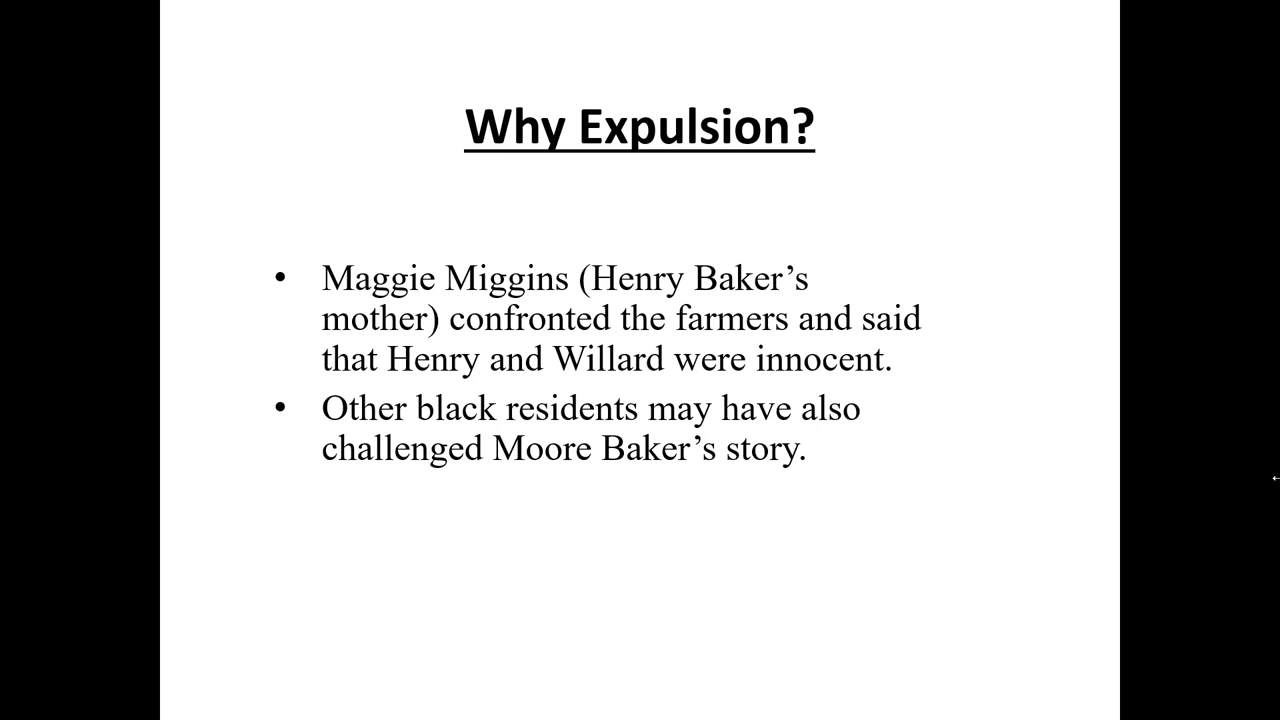 Why Expulsion?
• Maggie Miggins (Henry Baker’s
mother) confronted the farmers and said
that Henry and Willard were innocent.
• Other black residents may have also
challenged Moore Baker’s story.